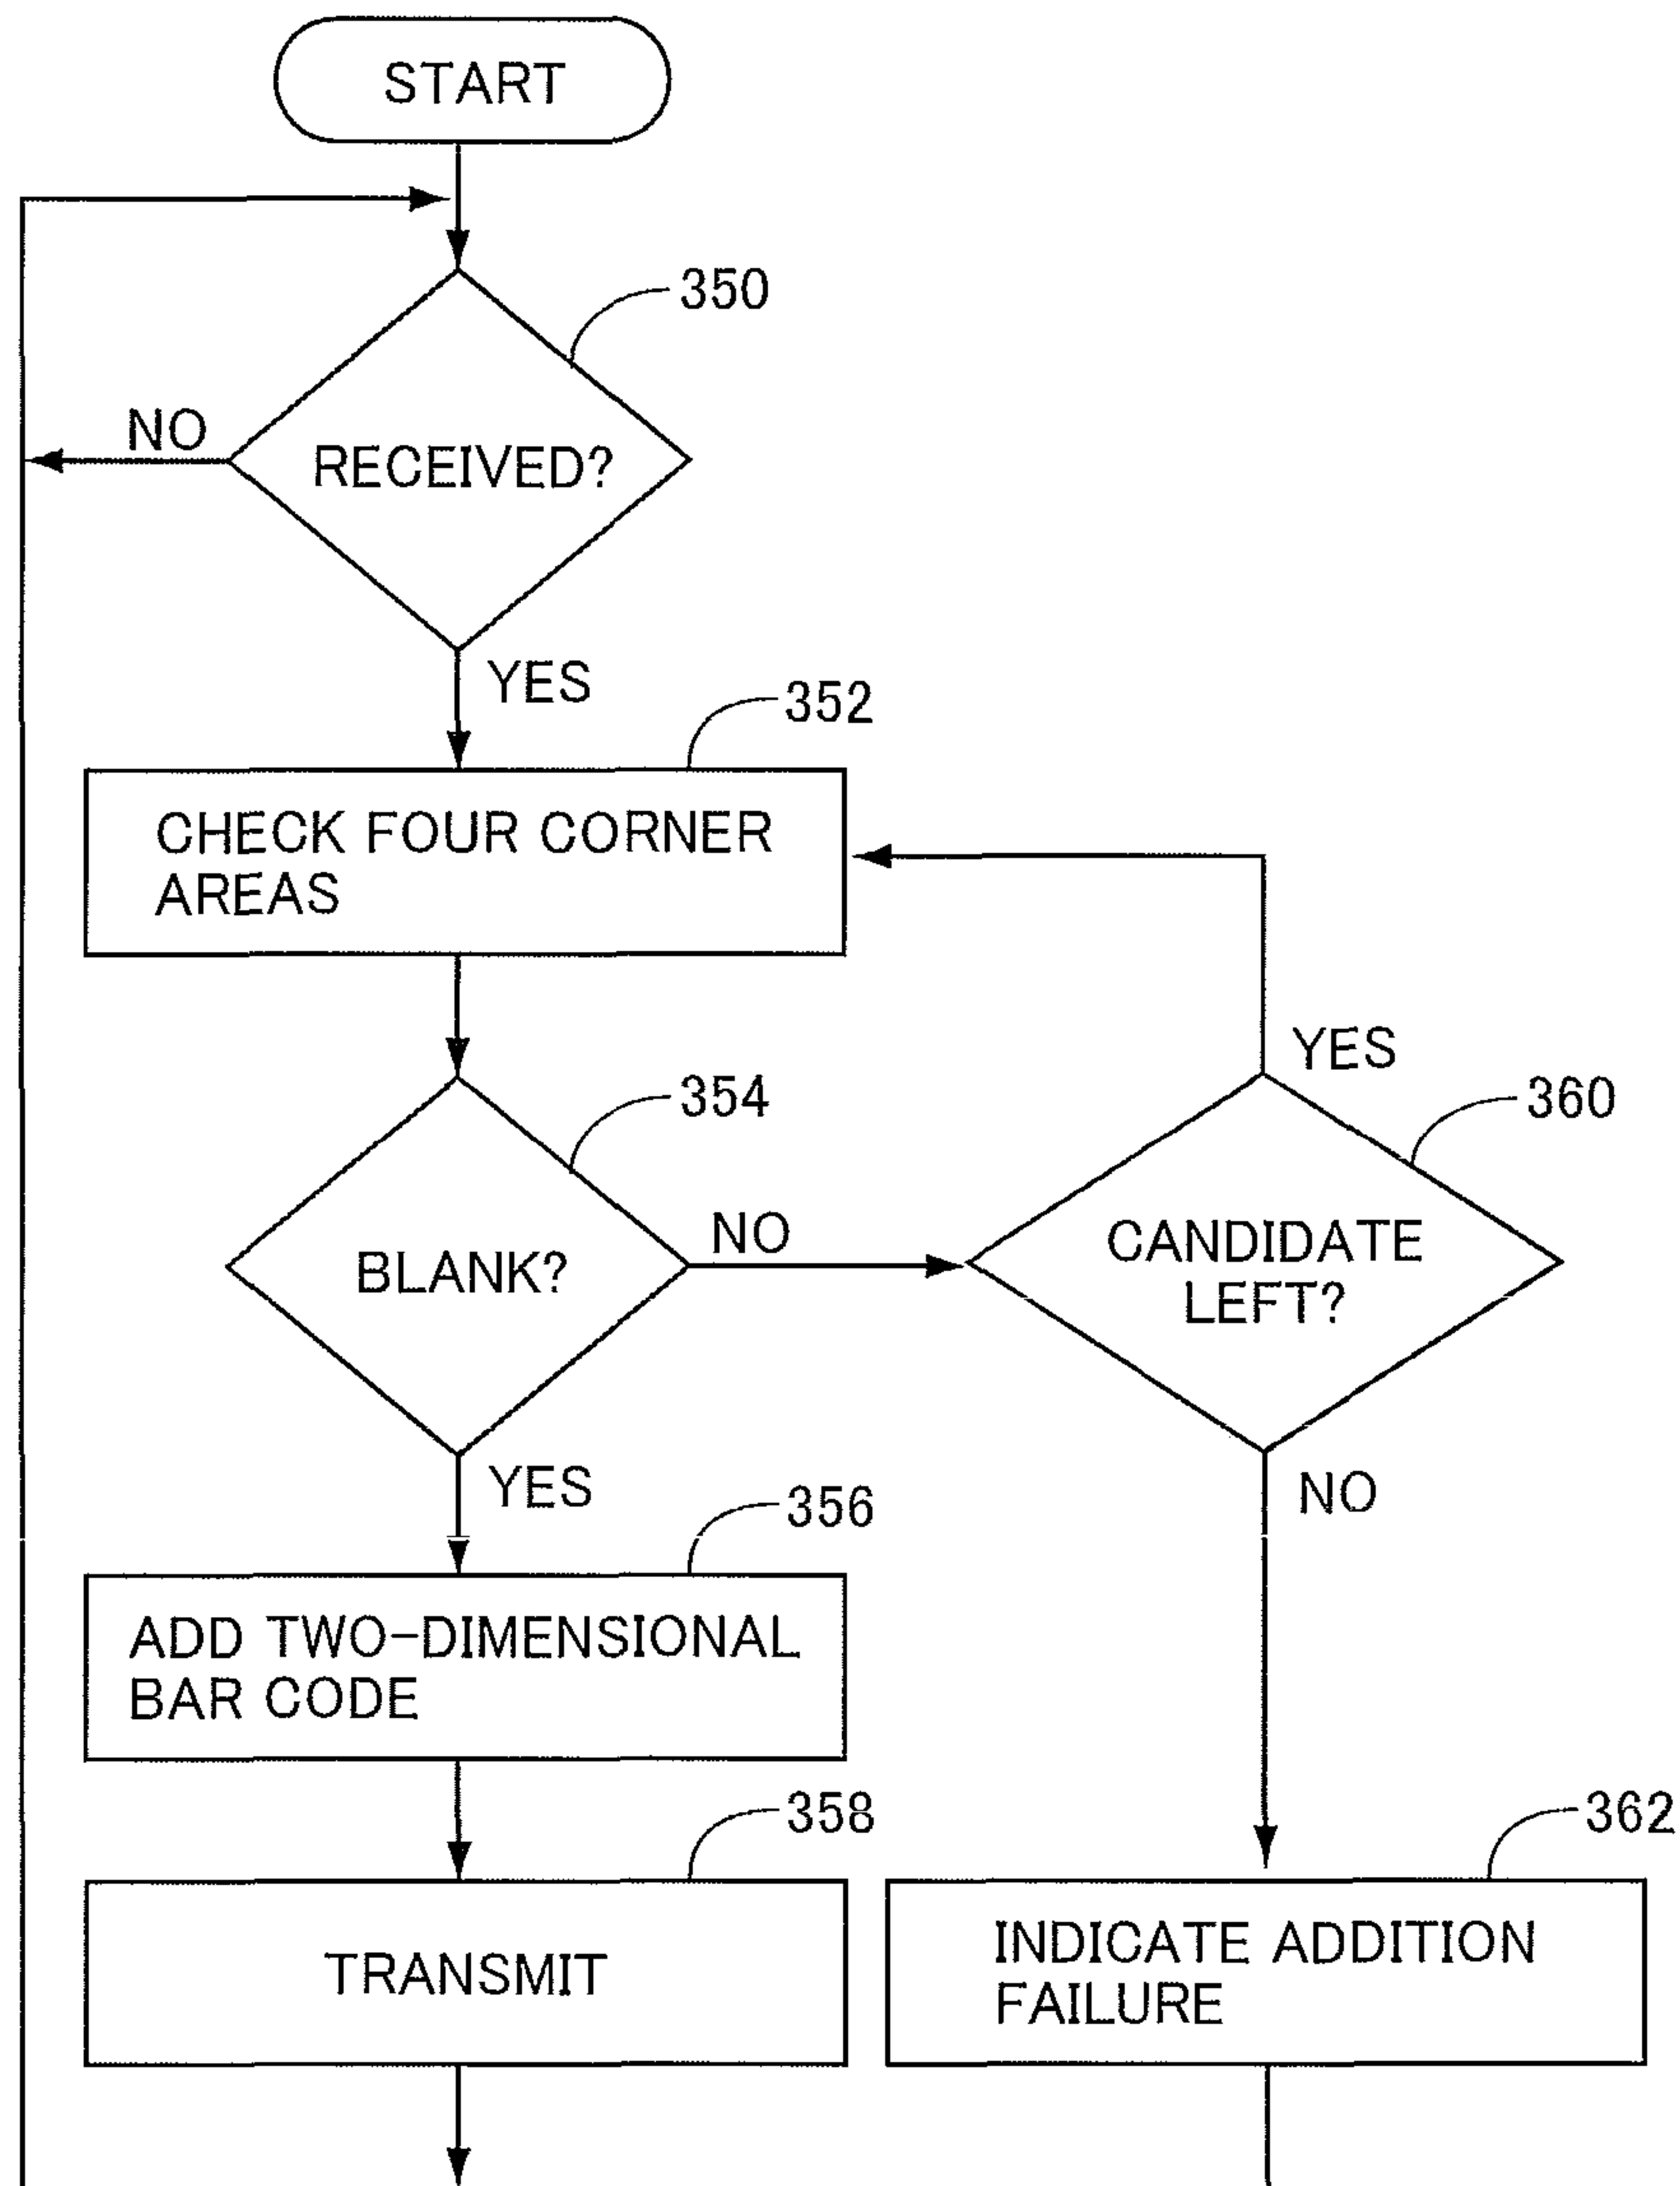 START
350
NO
RECEIVED?
YES
352
CHECK FOUR CORNER
AREAS
YES
354
360
NO
BLANK?
CANDIDATE
LEFT?
YES
NO
356
ADD TWO-DIMENSIONAL
BAR CODE
358
362
TRANSMIT
INDICATE ADDITION
FAILURE